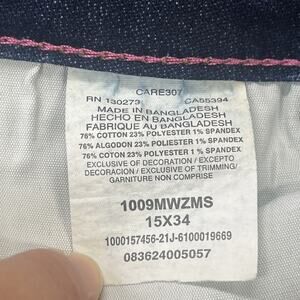 CARE307
RN 130273 CA55394
MADE IN BANGLADESH
HECHO EN BANGLADESH
FABRIQUE AU BANGLADESH
76% COTTON 23% POLYESTER 1% SPANDEX
76% ALGODON 23% POLYESTER 1% SPANDEX
76% COTON 23% POLYESTER 1% SPANDEX
EXCLUSIVE OF DECORATION / EXCEPTO
DECORACION / EXCLUSIVE OF TRIMMING/
GARNITURE NON COMPRISE
1009MWZMS
15X34
1000157456-21J-6100019669
083624005057